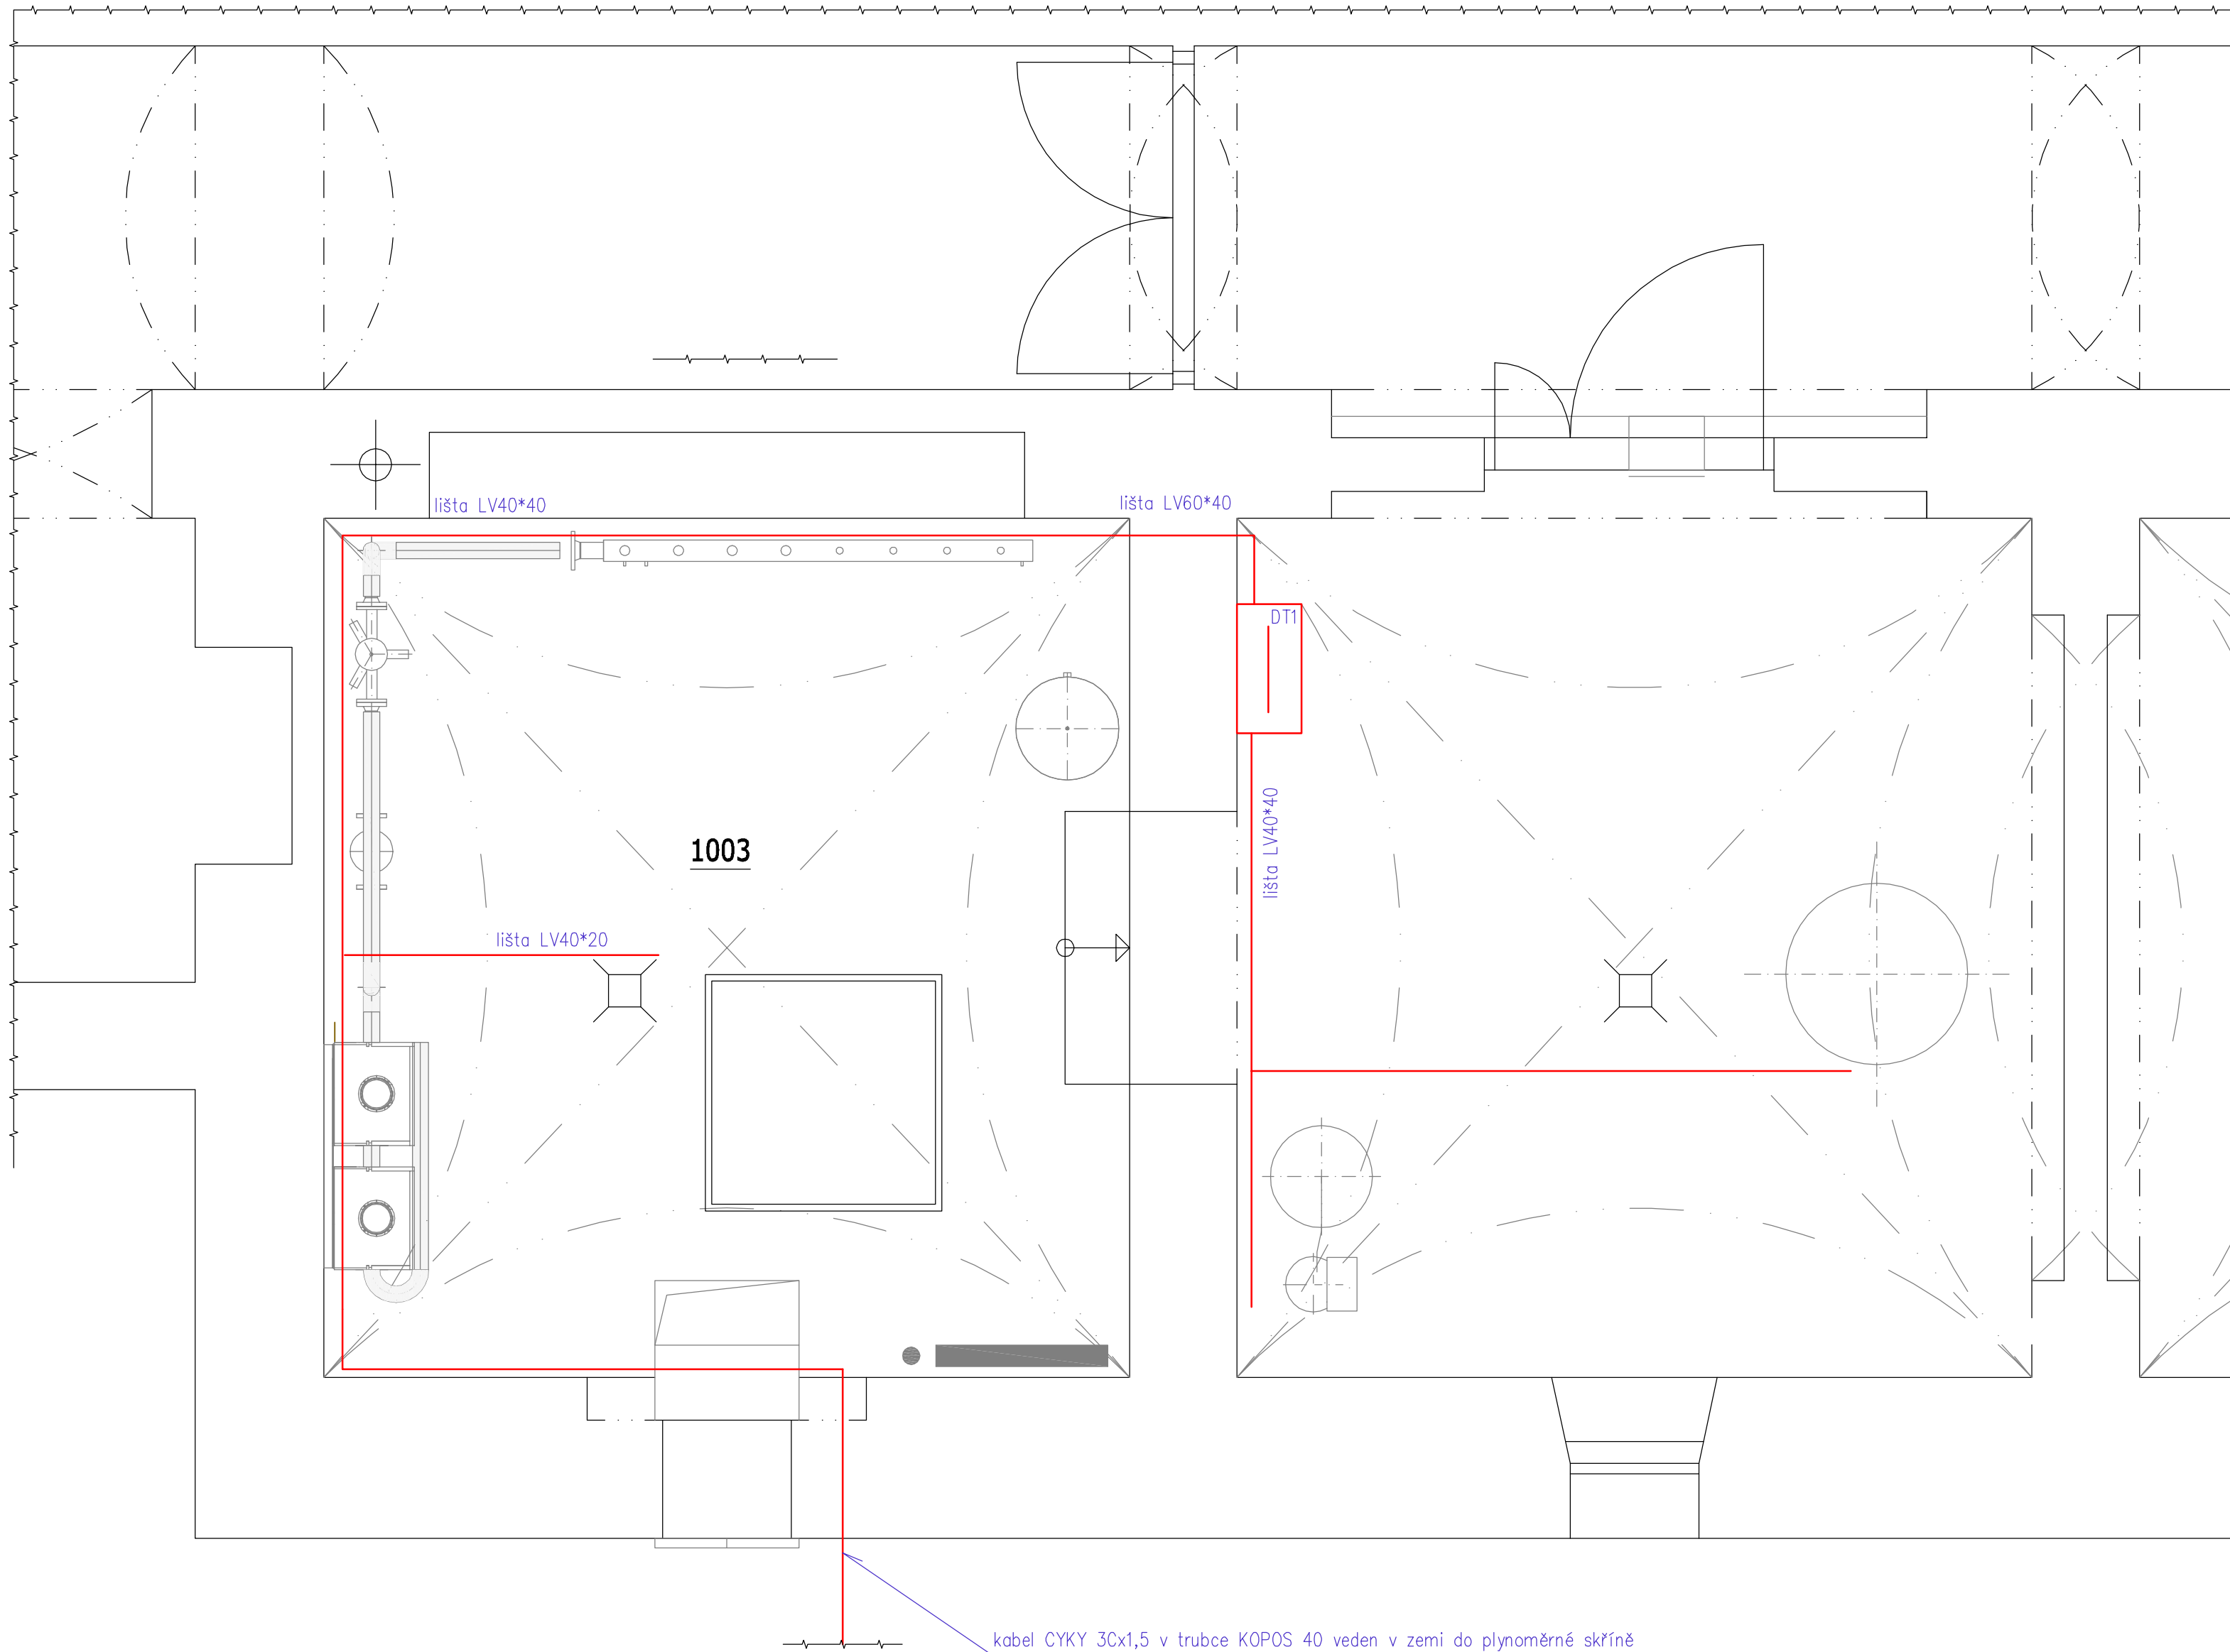 lišta LV40*40
lišta LV60*40
DT1
lišta LV40*40
1003
lišta LV40*20
kabel CYKY 3Cx1,5 v trubce KOPOS 40 veden v zemi do plynoměrné skříně